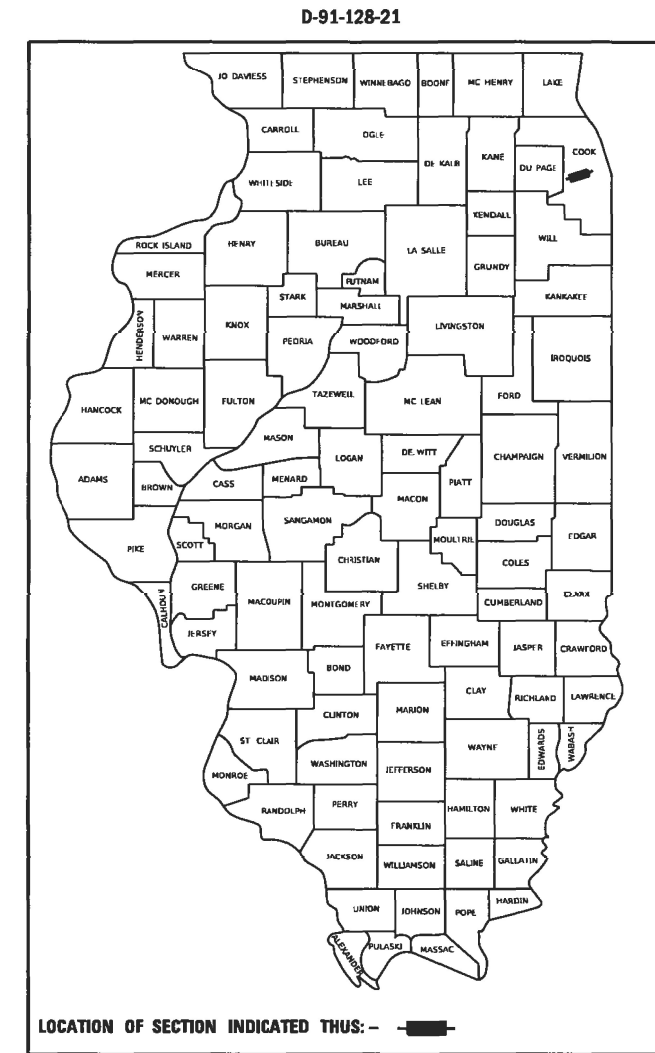 D-91-128-21
JO DAVIESS STEPHENSON WINNEBAGO BOONE MC HENRY LAKE
CARROLL OGLE DE KALB KANE DU PAGE COOK
WHITESIDE LEE
KENDALL WILL
ROCK ISLAND HENRY BUREAU LA SALLE GRUNDY
MERCER PUTNAM
STARK MARSHALL KANKAKEE
HENDERSON WARREN KNOX PEORIA WOODFORD LIVINGSTON IROQUOIS
HANCOCK MC DONOUGH FULTON TAZEWELL MC LEAN FORD
MASON
SCHUYLER LOGAN DE WITT CHAMPAIGN VERMILION
ADAMS BROWN CASS MENARD PIATT
MACON
PIKE SCOTT MORGAN SANGAMON DOUGLAS EDGAR
CHRISTIAN MOULTRIE COLES
CALHOUN GREENE MACOUPIN MONTGOMERY SHELBY CUMBERLAND CLARK
JERSEY FAYETTE EFFINGHAM JASPER CRAWFORD
MADISON BOND
CLAY RICHLAND LAWRENCE
CLINTON MARION
ST CLAIR WAYNE EDWARDS WABASH
MONROE WASHINGTON JEFFERSON
RANDOLPH PERRY HAMILTON WHITE
FRANKLIN
JACKSON WILLIAMSON SALINE GALLATIN
UNION JOHNSON POPE HARDIN
ALEXANDER PULASKI MASSAC
LOCATION OF SECTION INDICATED THUS: –